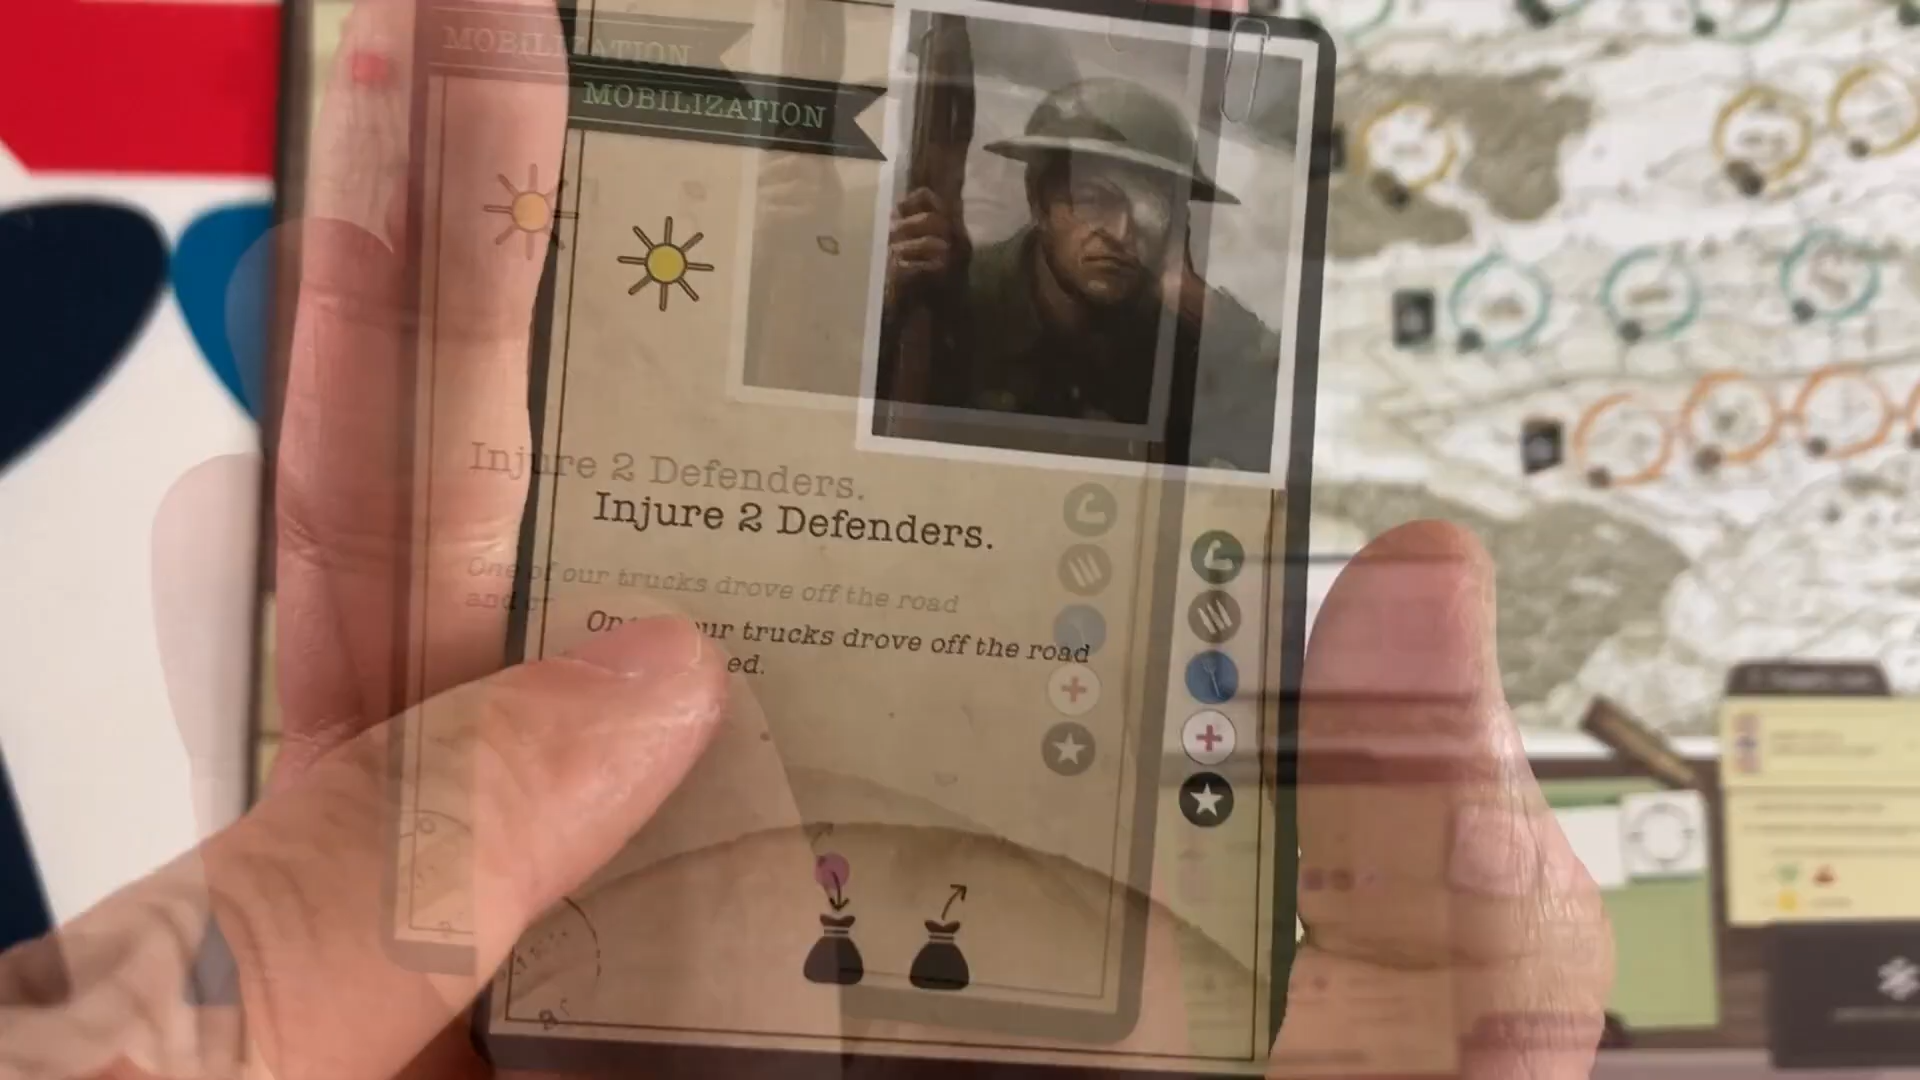 MOBILIZATION
MOBILIZATION
Injure 2 Defenders.
Injure 2 Defenders.
One of our trucks drove off the road
and
our trucks drove off the road